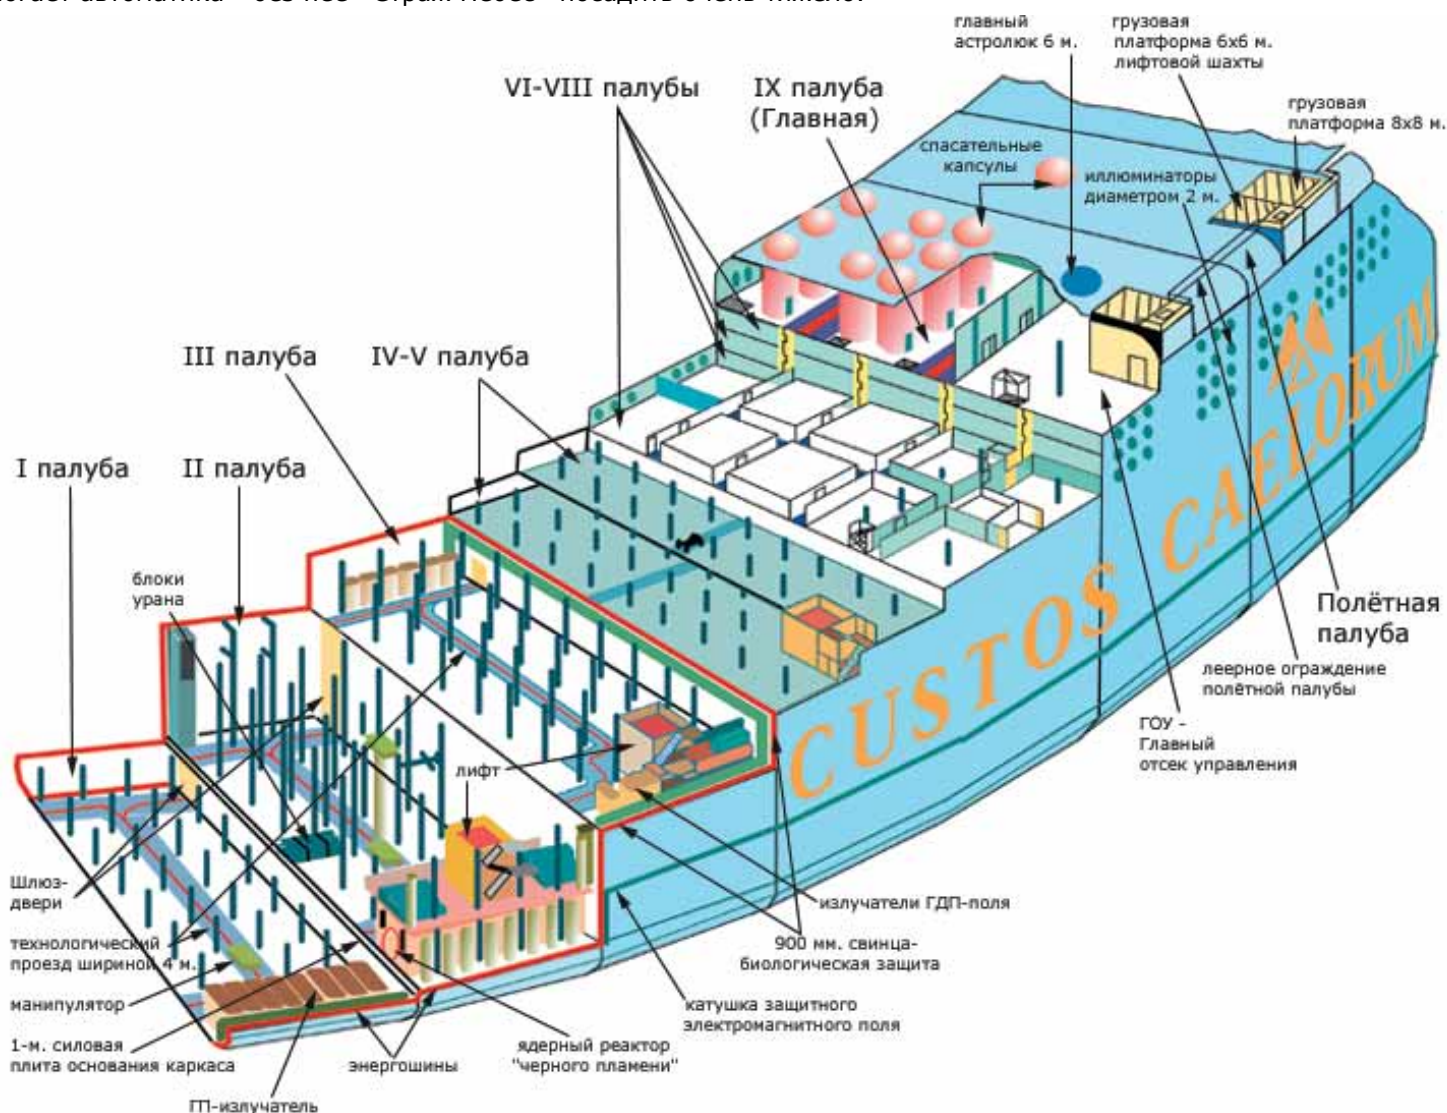 главный
астролюк 6 м.
грузовая
платформа 6х6 м.
лифтовой шахты
грузовая
платформа 8х8 м.
VI-VIII палубы
IX палуба
(Главная)
спасательные
капсулы
иллюминаторы
диаметром 2 м.
III палуба
IV-V палуба
I палуба
II палуба
блоки
урана
CUSTOS CAELORUM
Полётная
палуба
леерное ограждение
полётной палубы
ГОУ -
Главный
отсек управления
лифт
Шлюз-
двери
технологический
проезд шириной 4 м.
манипулятор
1-м. силовая
плита основания каркаса
ГП-излучатель
энергошины
ядерный реактор
"черного пламени"
катушка защитного
электромагнитного поля
900 мм. свинца-
биологическая защита
излучатели ГДП-поля